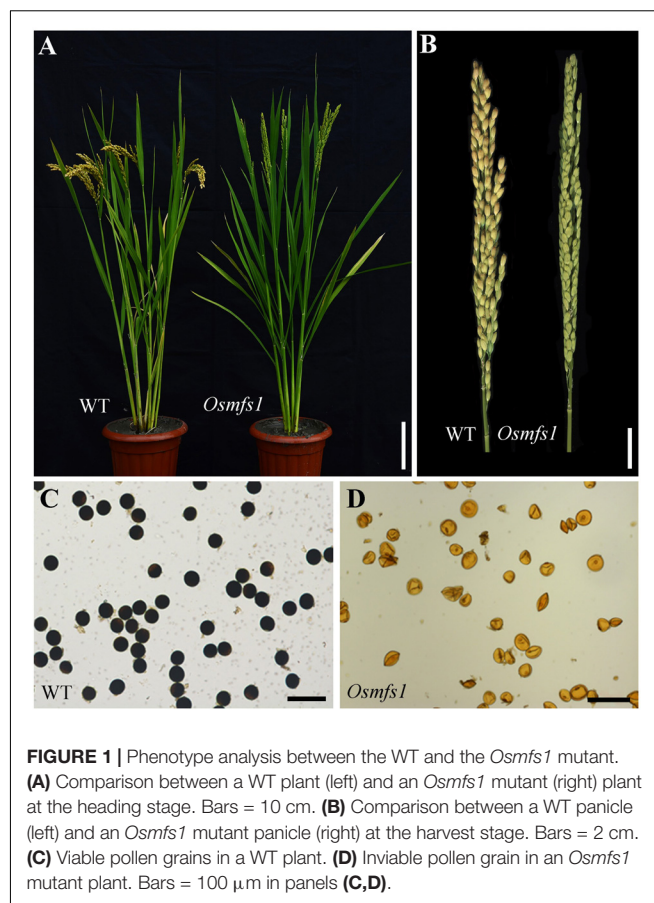 A
B
WT
Osmfs1
WT Osmfs1
C
D
WT
Osmfs1
FIGURE 1 | Phenotype analysis between the WT and the Osmfs1 mutant.
(A) Comparison between a WT plant (left) and an Osmfs1 mutant (right) plant
at the heading stage. Bars = 10 cm. (B) Comparison between a WT panicle
(left) and an Osmfs1 mutant panicle (right) at the harvest stage. Bars = 2 cm.
(C) Viable pollen grains in a WT plant. (D) Inviable pollen grain in an Osmfs1
mutant plant. Bars = 100 μm in panels (C,D).